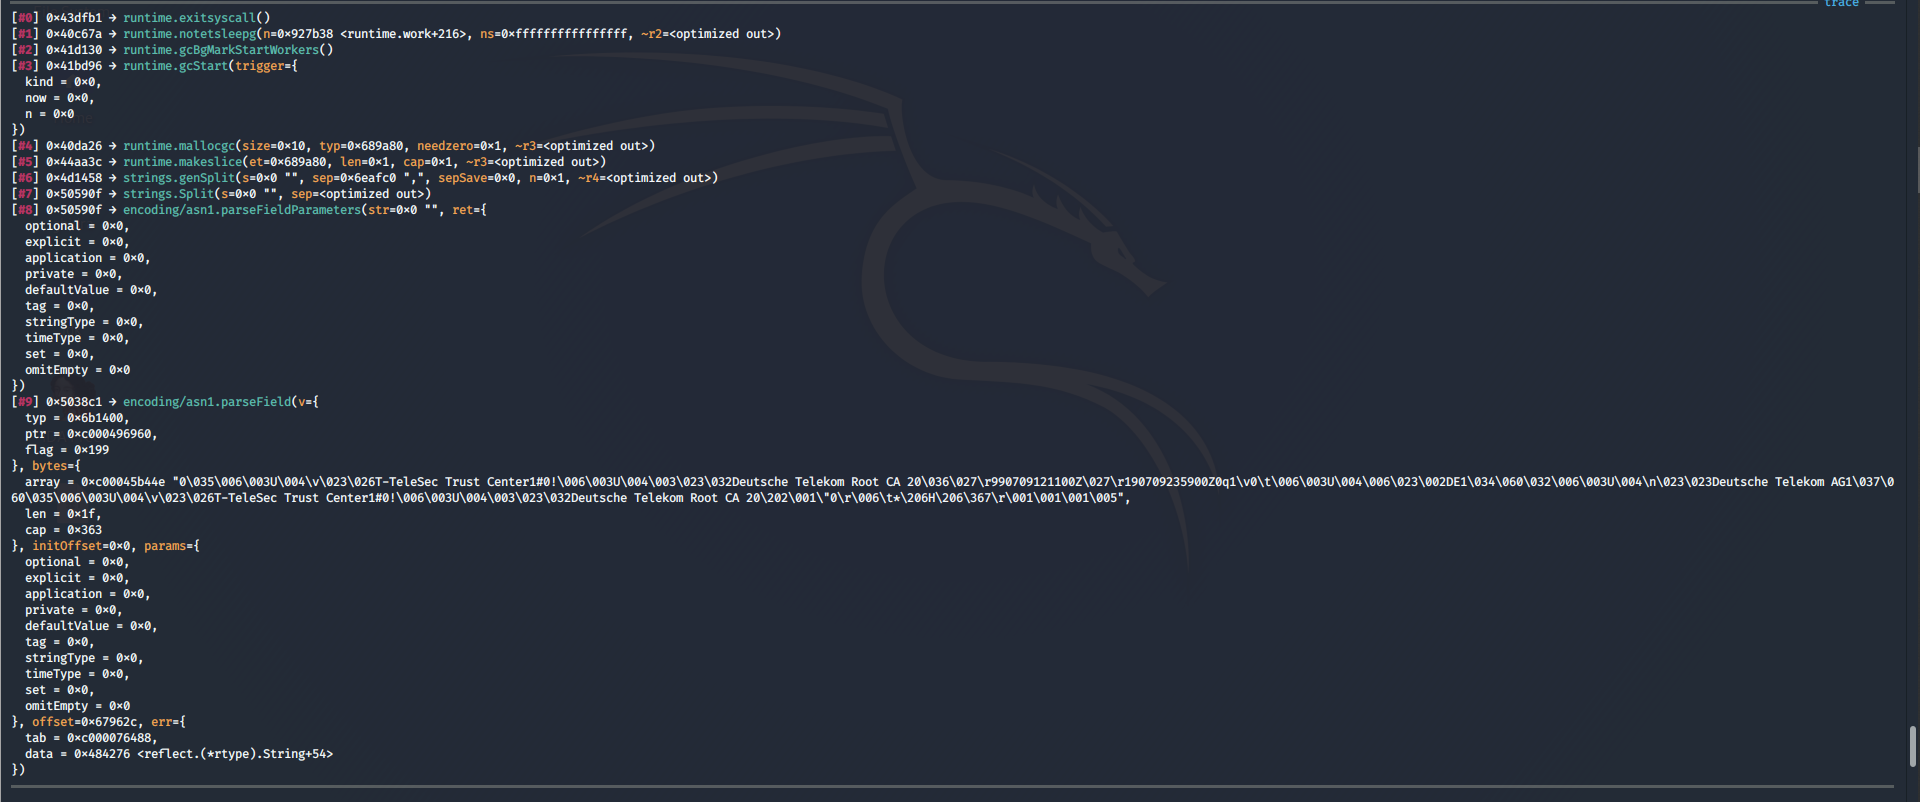 trace
[#0] 0×43dfb1 → runtime.exitsyscall()
[#1] 0×40c67a → runtime.notetsleepg(n=0×927b38 <runtime.work+216>, ns=0×ffffffffffffffff, ~r2=<optimized out>)
[#2] 0×41d130 → runtime.gcBgMarkStartWorkers()
[#3] 0×41bd96 → runtime.gcStart(trigger={
kind = 0×0,
now = 0×0,
n = 0×0
})
[#4] 0×40da26 → runtime.mallocgc(size=0×10, typ=0×689a80, needzero=0×1, ~r3=<optimized out>)
[#5] 0×44aa3c → runtime.makeslice(et=0×689a80, len=0×1, cap=0×1, ~r3=<optimized out>)
[#6] 0×4d1458 → strings.genSplit(s=0×0 "", sep=0×6eafc0 ",", sepSave=0×0, n=0×1, ~r4=<optimized out>)
[#7] 0×50590f → strings.Split(s=0×0 "", sep=<optimized out>)
[#8] 0×50590f → encoding/asn1.parseFieldParameters(str=0×0 "", ret={
optional = 0×0,
explicit = 0×0,
application = 0×0,
private = 0×0,
defaultValue = 0×0,
tag = 0×0,
stringType = 0×0,
timeType = 0×0,
set = 0×0,
omitEmpty = 0×0
})
[#9] 0×5038c1 → encoding/asn1.parseField(v={
typ = 0×6b1400,
ptr = 0×c000496960,
flag = 0×199
}, bytes={
array = 0×c00045b44e "0\035\006\003U\004\v\023\026T-TeleSec Trust Center1#0!\006\003U\004\003\023\032Deutsche Telekom Root CA 20\036\027\r990709121100Z\027\r190709235900Z0q1\v0\t\006\003U\004\006\023\002DE1\034\060\032\006\003U\004\n\023\023Deutsche Telekom AG1\037\0
60\035\006\003U\004\v\023\026T-TeleSec Trust Center1#0!\006\003U\004\003\023\032Deutsche Telekom Root CA 20\202\001\"0\r\006\t*\206H\206\367\r\001\001\001\005",
len = 0×1f,
cap = 0×363
}, initOffset=0×0, params={
optional = 0×0,
explicit = 0×0,
application = 0×0,
private = 0×0,
defaultValue = 0×0,
tag = 0×0,
stringType = 0×0,
timeType = 0×0,
set = 0×0,
omitEmpty = 0×0
}, offset=0×67962c, err={
tab = 0×c000076488,
data = 0×484276 <reflect.(*rtype).String+54>
})